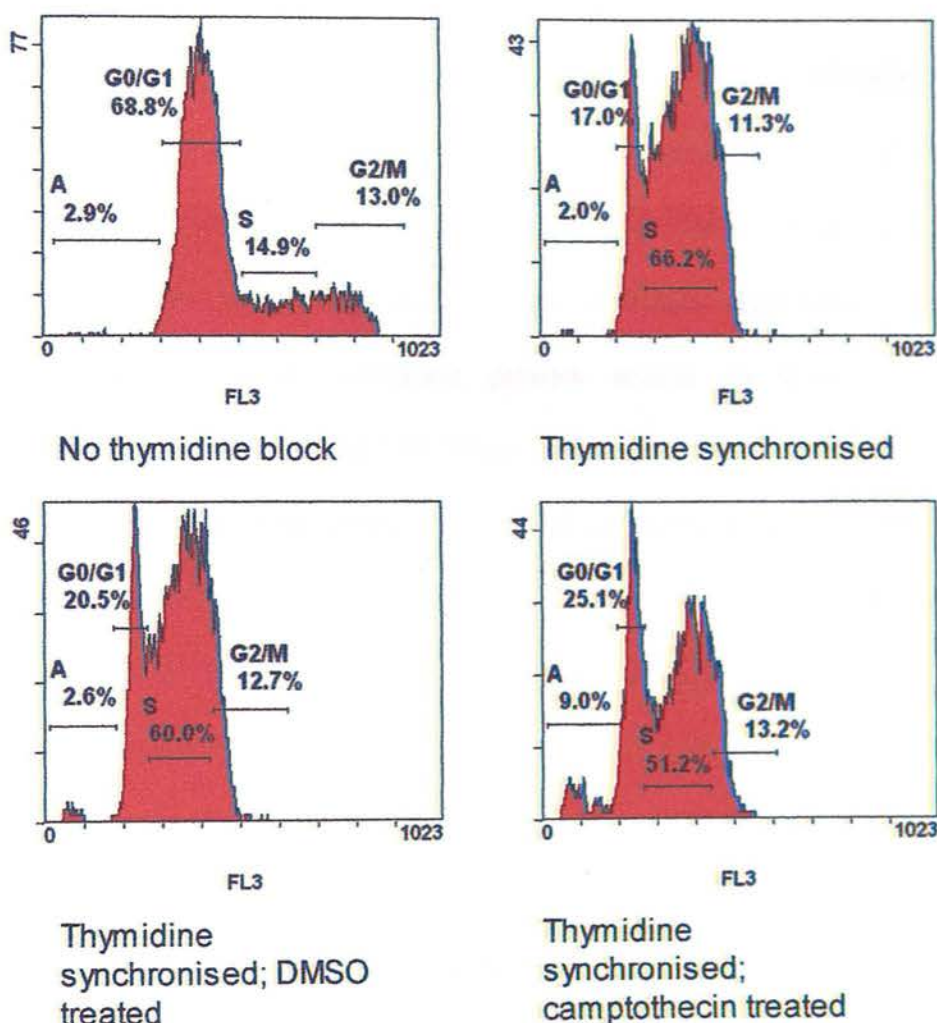 77
G0/G1
68.8%
G2/M
13.0%
A
2.9%
S
14.9%
0
1023
FL3
No thymidine block
43
G0/G1
17.0%
G2/M
11.3%
A
2.0%
S
66.2%
0
1023
FL3
Thymidine synchronised
46
G0/G1
20.5%
G2/M
12.7%
A
2.6%
S
60.0%
0
1023
FL3
Thymidine
synchronised; DMSO
treated
44
G0/G1
25.1%
A
9.0%
G2/M
13.2%
S
51.2%
0
1023
FL3
Thymidine
synchronised;
camptothecin treated